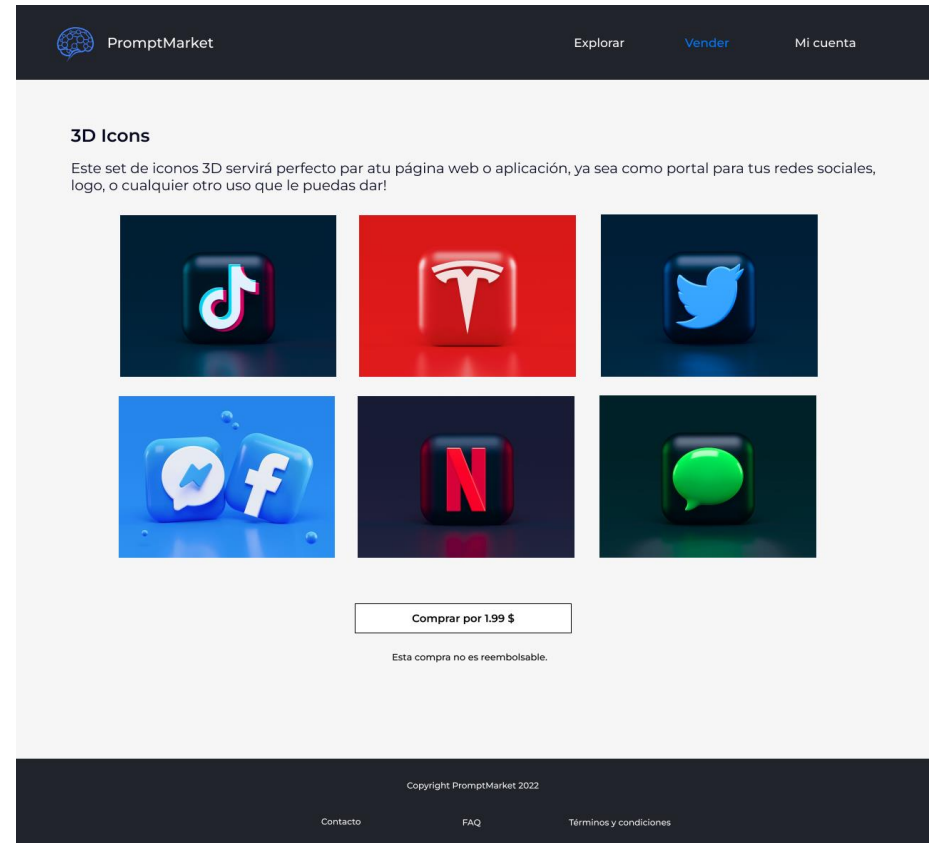 PromptMarket
Explorar
Vender
Mi cuenta
3D Icons
Este set de iconos 3D servirá perfecto par atu página web o aplicación, ya sea como portal para tus redes sociales,
logo, o cualquier otro uso que le puedas dar!
Comprar por 1.99 $
Esta compra no es reembolsable.
Copyright PromptMarket 2022
Contacto
FAQ
Términos y condiciones